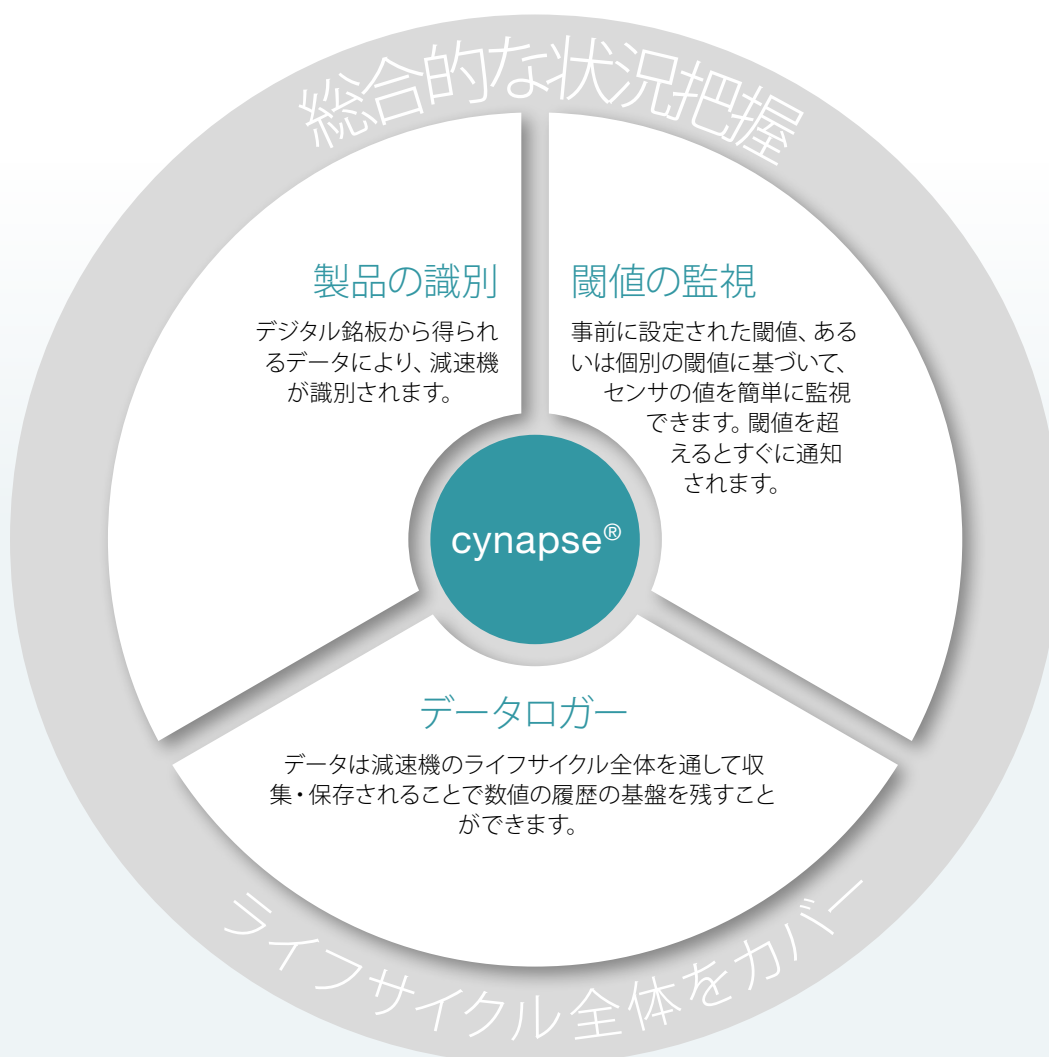 総合的な状況把握
製品の識別
デジタル銘板から得られ
るデータにより、減速機
が識別されます。
閾値の監視
事前に設定された閾値、ある
いは個別の閾値に基づいて、
センサの値を簡単に監視
できます。閾値を超
えるとすぐに通知
されます。
cynapse®
データロガー
データは減速機のライフサイクル全体を通して収
集・保存されることで数値の履歴の基盤を残すこと
ができます。
ライフサイクル全体をカバー